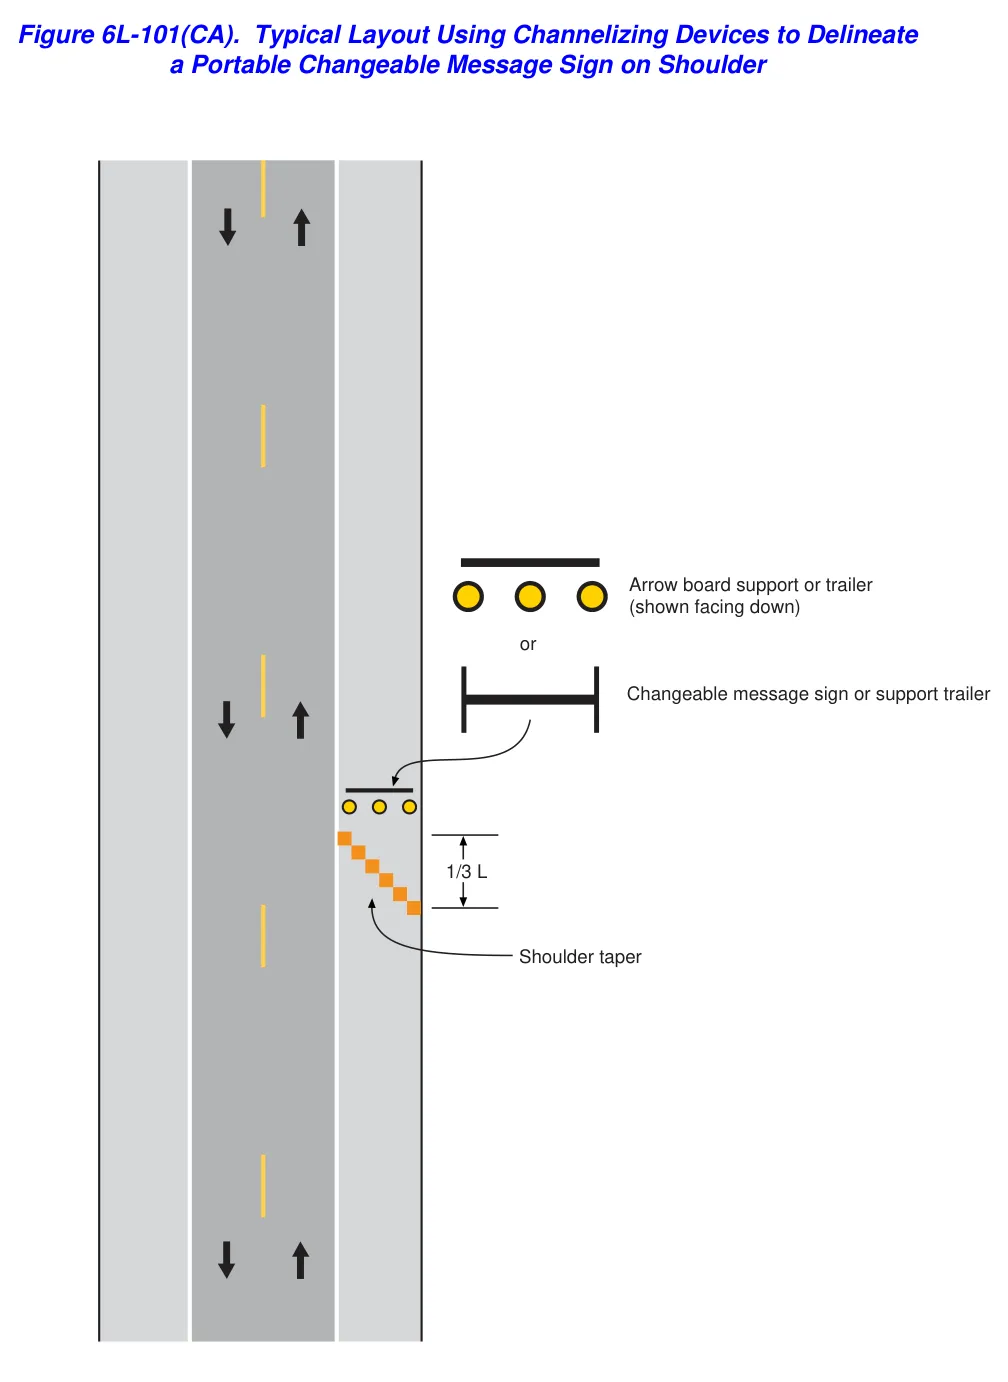 Figure 6L-101(CA).  Typical Layout Using Channelizing Devices to Delineate
a Portable Changeable Message Sign on Shoulder
Arrow board support or trailer
(shown facing down)
or
Changeable message sign or support trailer
1/3 L
Shoulder taper